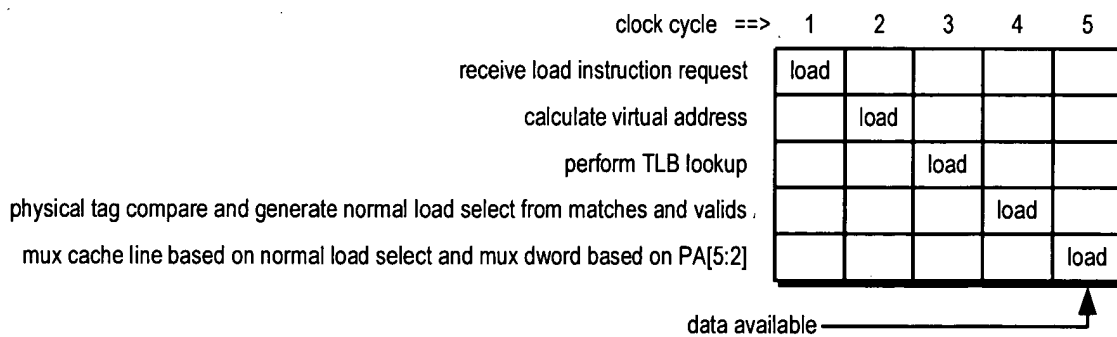 clock cycle ==> 1 2 3 4 5
receive load instruction request load
calculate virtual address load
perform TLB lookup load
physical tag compare and generate normal load select from matches and valids load
mux cache line based on normal load select and mux dword based on PA[5:2] load
data available